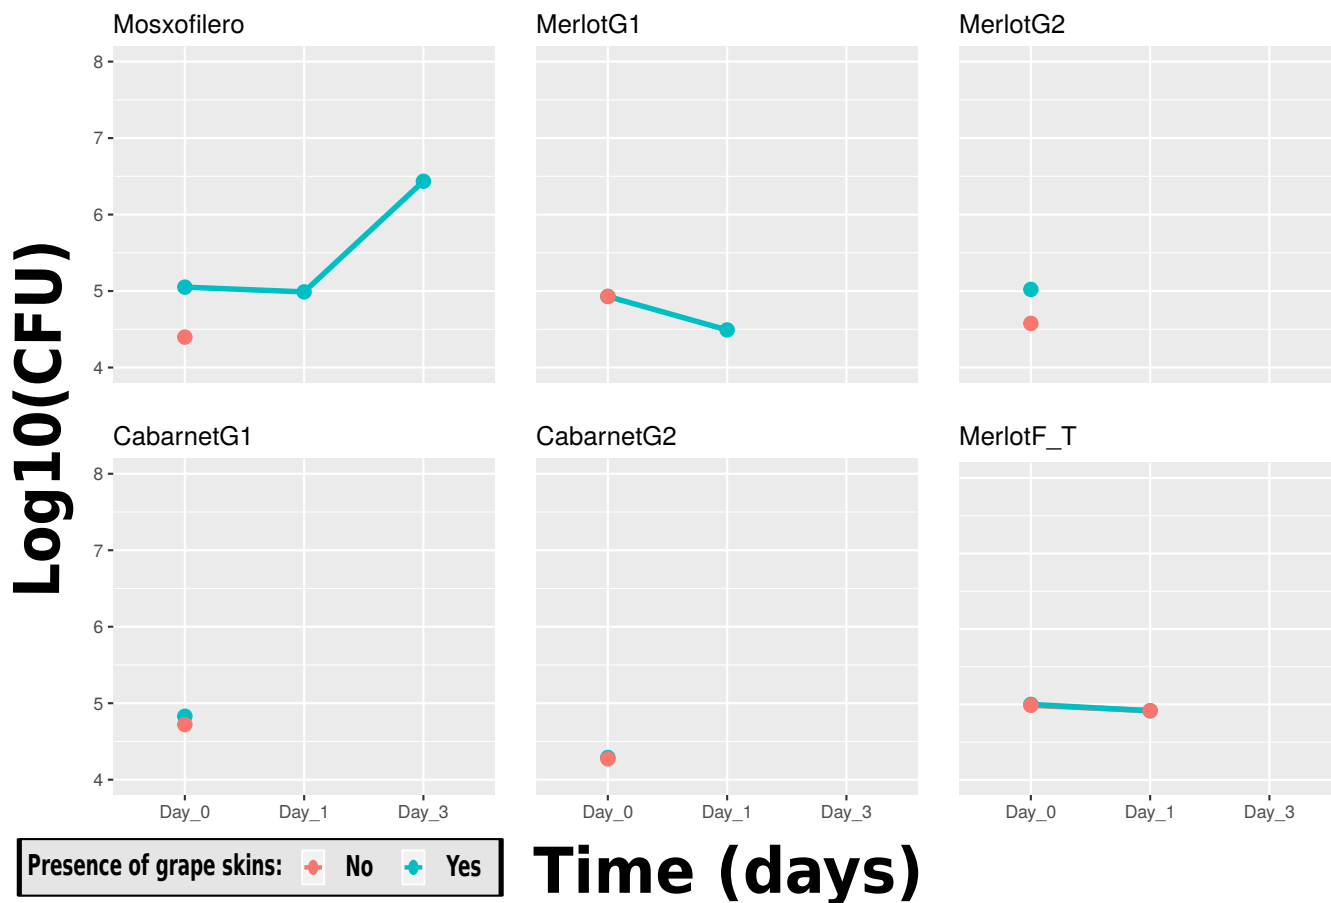 Mosxofilero
MerlotG1
MerlotG2
8
7
6
5
4
Log10(CFU)
CabarnetG1
CabarnetG2
MerlotF_T
8
7
6
5
4
Day_0 Day_1 Day_3
Day_0 Day_1 Day_3
Day_0 Day_1 Day_3
Presence of grape skins: No Yes
Time (days)